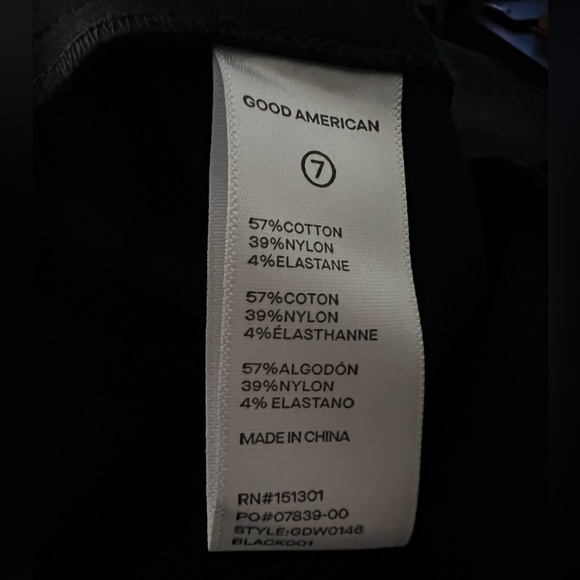 GOOD AMERICAN
7
57%COTTON
39%NYLON
4%ELASTANE
57%COTON
39%NYLON
4%ÉLASTHANNE
57%ALGODÓN
39%NYLON
4% ELASTANO
MADE IN CHINA
RN#151301
PO#07839-00
STYLE:GDW0146
BLACK001